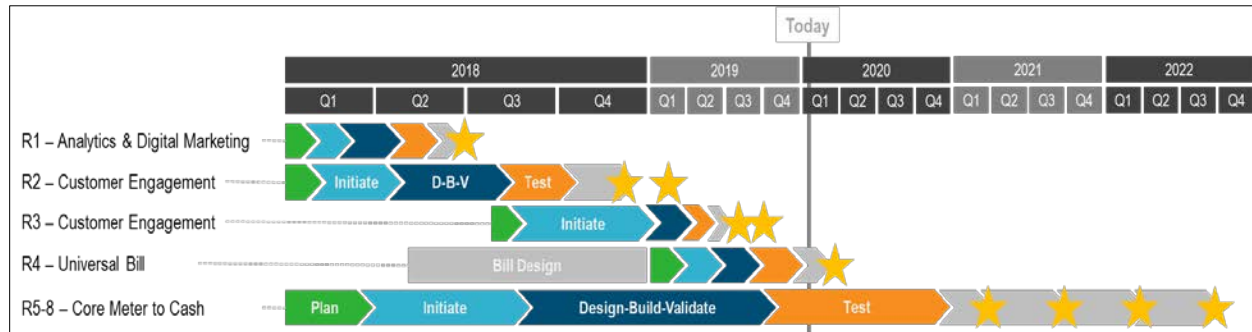 Today
2018 2019 2020 2021 2022
Q1 Q2 Q3 Q4 Q1 Q2 Q3 Q4 Q1 Q2 Q3 Q4 Q1 Q2 Q3 Q4 Q1 Q2 Q3 Q4
R1 – Analytics & Digital Marketing
R2 – Customer Engagement Initiate D-B-V Test
R3 – Customer Engagement Initiate
R4 – Universal Bill Bill Design
R5-8 – Core Meter to Cash Plan Initiate Design-Build-Validate Test